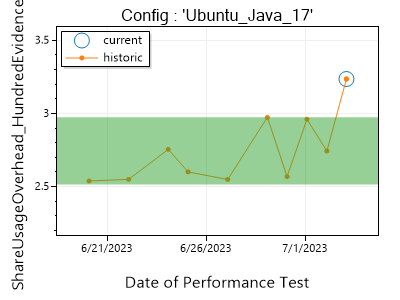 Config : 'Ubuntu_Java_17'
ShareUsageOverhead_HundredEvidence
current
historic
3.5
3
2.5
6/21/2023
6/26/2023
7/1/2023
Date of Performance Test